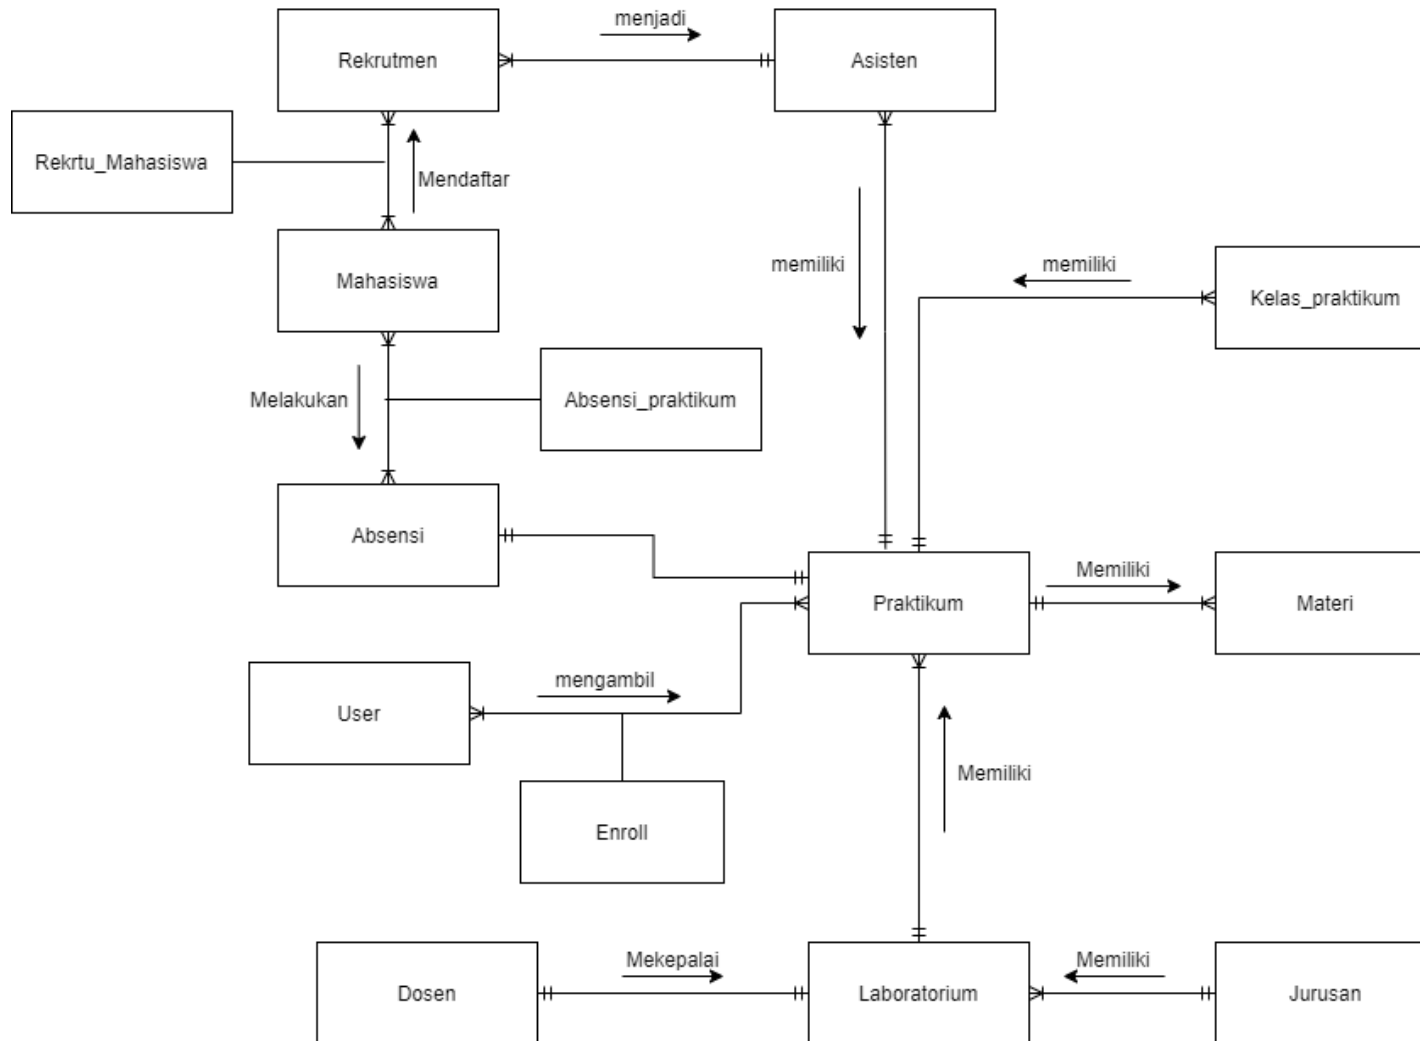 menjadi
Rekrutmen
Asisten
Rekrtu_Mahasiswa
Mendaftar
Mahasiswa
memiliki
memiliki
Kelas_praktikum
Melakukan
Absensi_praktikum
Absensi
Praktikum
Memiliki
Materi
User
mengambil
Enroll
Memiliki
Dosen
Mekepalai
Laboratorium
Memiliki
Jurusan